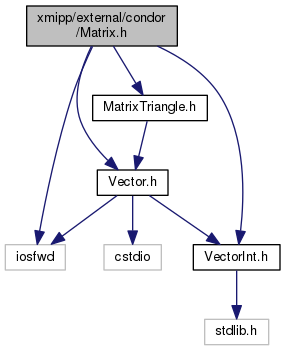 xmipp/external/condor
/Matrix.h
MatrixTriangle.h
Vector.h
iosfwd
cstdio
VectorInt.h
stdlib.h